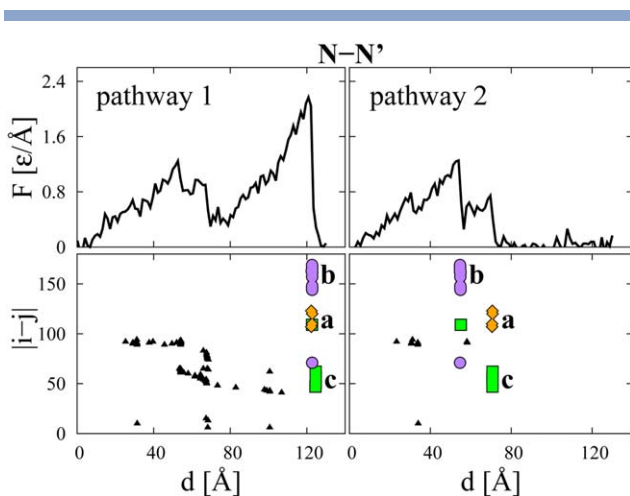 N−N'
pathway 1
pathway 2
F [ε/Å]
2.4
1.6
0.8
0
b
a
c
b
a
c
|i−j|
150
100
50
0
0 40 80 120
0 40 80 120
d [Å]
d [Å]